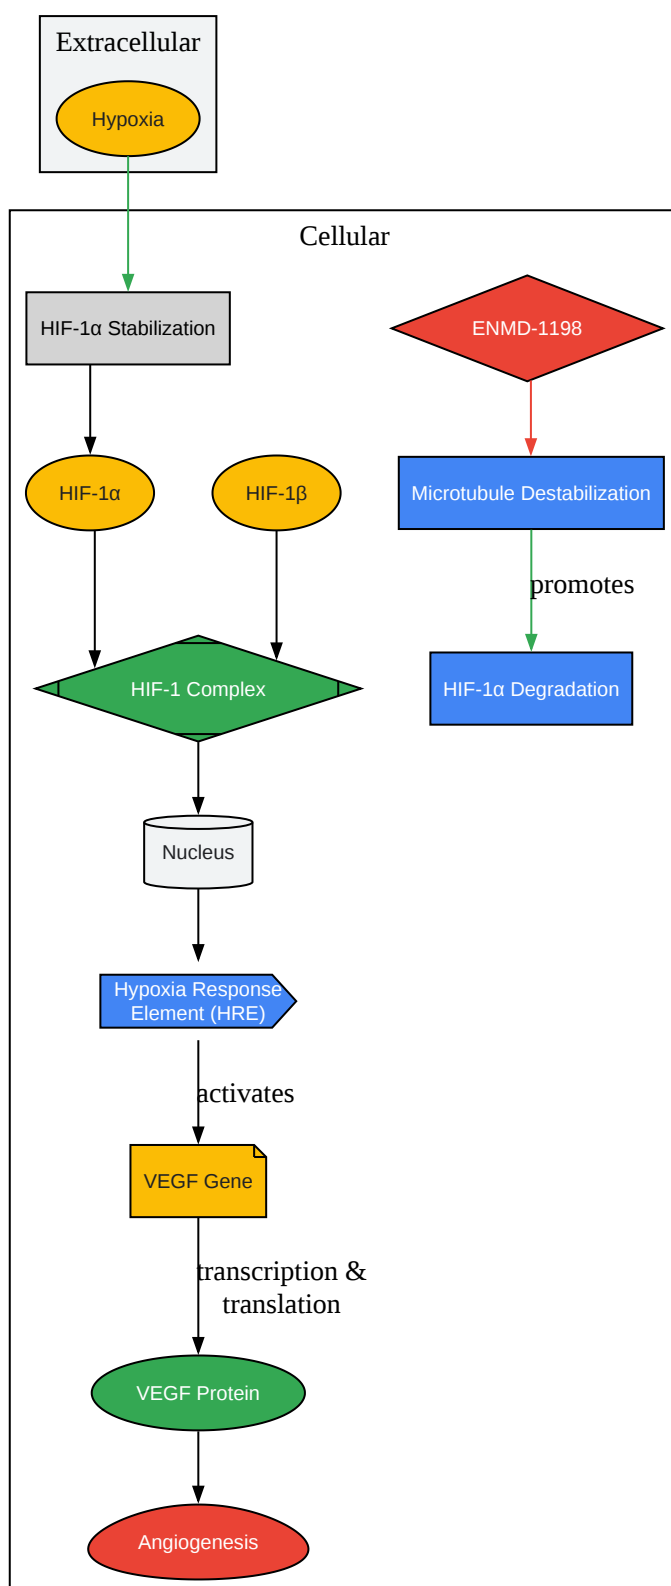 Extracellular
Hypoxia
Cellular
HIF-1α Stabilization
ENMD-1198
HIF-1α
HIF-1β
Microtubule Destabilization
promotes
HIF-1 Complex
HIF-1α Degradation
Nucleus
Hypoxia Response
Element (HRE)
activates
VEGF Gene
transcription &
translation
VEGF Protein
Angiogenesis